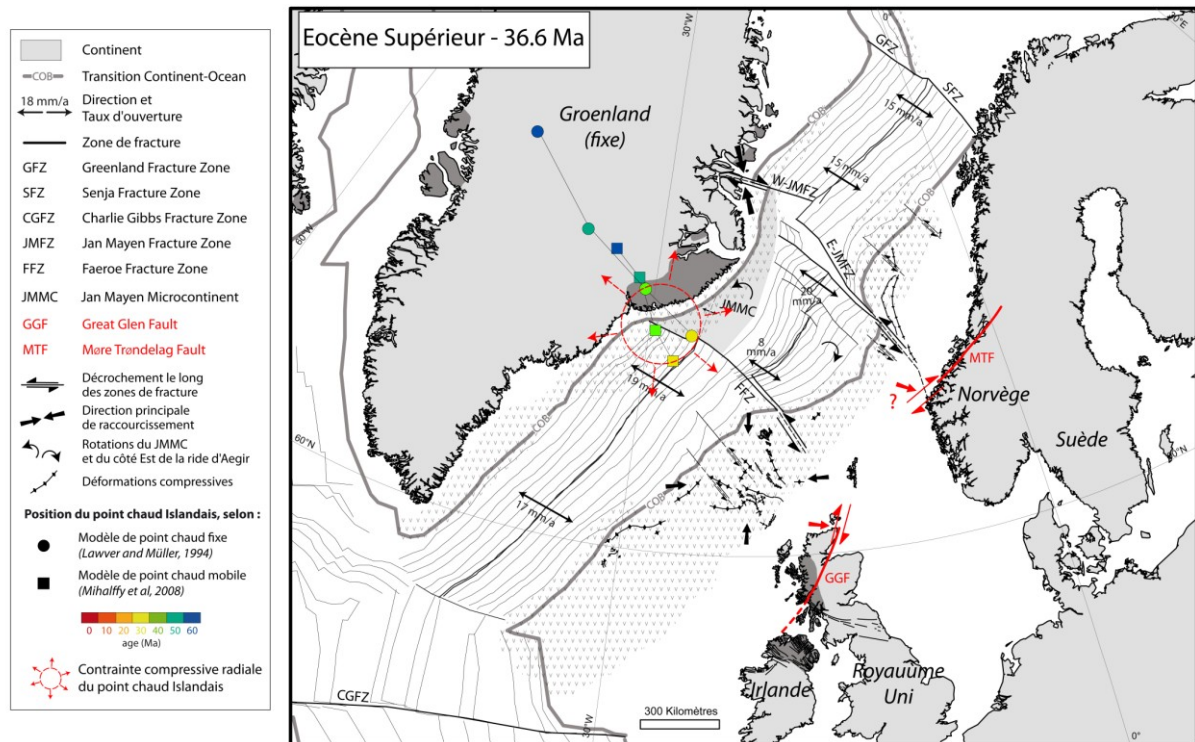 Continent
COB
Transition Continent-Ocean
18 mm/a
Direction et
Taux d'ouverture
Zone de fracture
GFZ
Greenland Fracture Zone
SFZ
Senja Fracture Zone
CGFZ
Charlie Gibbs Fracture Zone
JMFZ
Jan Mayen Fracture Zone
FFZ
Faeroe Fracture Zone
JMMC
Jan Mayen Microcontinent
GGF
Great Glen Fault
MTF
Møre Trøndelag Fault
Décrochement le long
des zones de fracture
Direction principale
de raccourcissement
Rotations du JMMC
et du côté Est de la ride d'Aegir
Déformations compressives
Position du point chaud Islandais, selon :
Modèle de point chaud fixe
(Lawver and Müller, 1994)
Modèle de point chaud mobile
(Mihalffy et al, 2008)
0 10 20 30 40 50 60
age (Ma)
Contrainte compressive radiale
du point chaud Islandais
Eocène Supérieur - 36.6 Ma
30°W
0°
30°E
GFZ
SFZ
15 mm/a
Groenland
(fixe)
COB
15 mm/a
W-JMFZ
COB
60°W
E-JMFZ
20
mm/a
JMMC
8
mm/a
MTF
COB
19 mm/a
FFZ
?
Norvège
Suède
60°N
60°N
COB
17 mm/a
GGF
CGFZ
Irlande
Royauüme
Uni
300 Kilomètres
30°W
0°